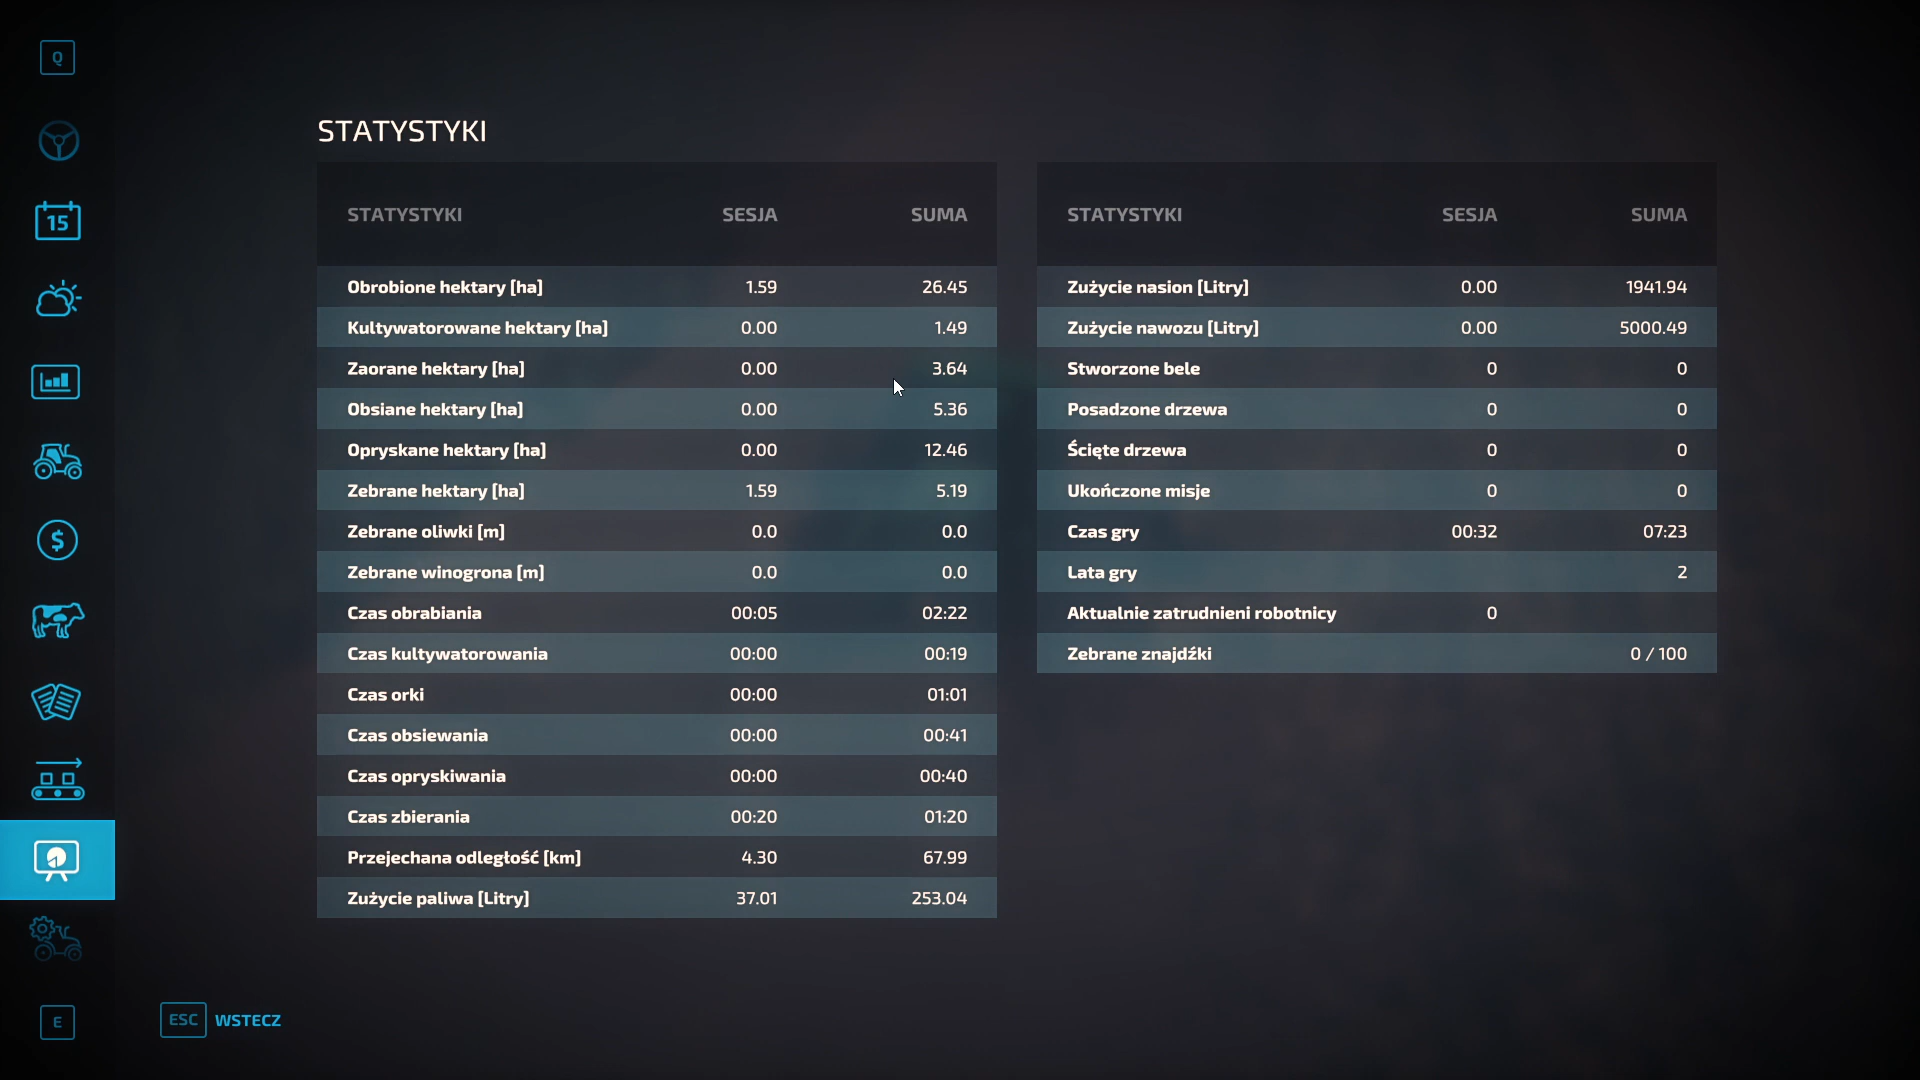 Q
15
STATYSTYKI
STATYSTYKI SESJA SUMA
Obrobione hektary [ha] 1.59 26.45
Kultywatorowane hektary [ha] 0.00 1.49
Zaorane hektary [ha] 0.00 3.64
Obsiane hektary [ha] 0.00 5.36
Opryskane hektary [ha] 0.00 12.46
Zebrane hektary [ha] 1.59 5.19
Zebrane oliwki [m] 0.0 0.0
Zebrane winogrona [m] 0.0 0.0
Czas obrabiania 00:05 02:22
Czas kultywatorowania 00:00 00:19
Czas orki 00:00 01:01
Czas obsiewania 00:00 00:41
Czas opryskiwania 00:00 00:40
Czas zbierania 00:20 01:20
Przejechana odległość [km] 4.30 67.99
Zużycie paliwa [Litry] 37.01 253.04
STATYSTYKI SESJA SUMA
Zużycie nasion [Litry] 0.00 1941.94
Zużycie nawozu [Litry] 0.00 5000.49
Stworzone bele 0 0
Posadzone drzewa 0 0
Ścięte drzewa 0 0
Ukończone misje 0 0
Czas gry 00:32 07:23
Lata gry 2
Aktualnie zatrudnieni robotnicy 0
Zebrane znajdźki 0 / 100
E
ESC WSTECZ